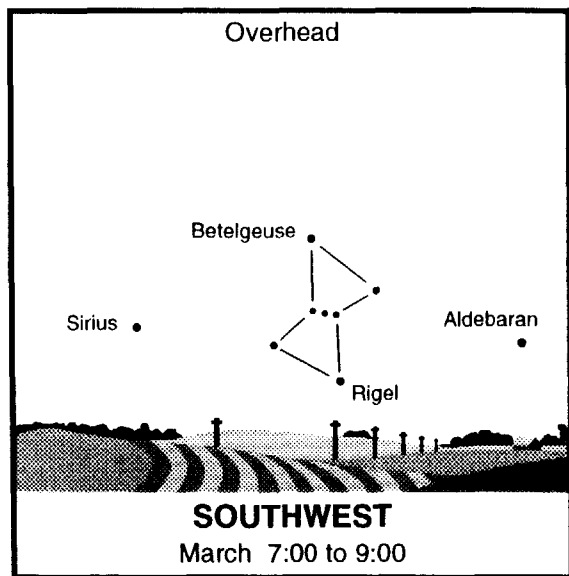 Overhead
Betelgeuse
Sirius
Aldebaran
Rigel
SOUTHWEST
March 7:00 to 9:00